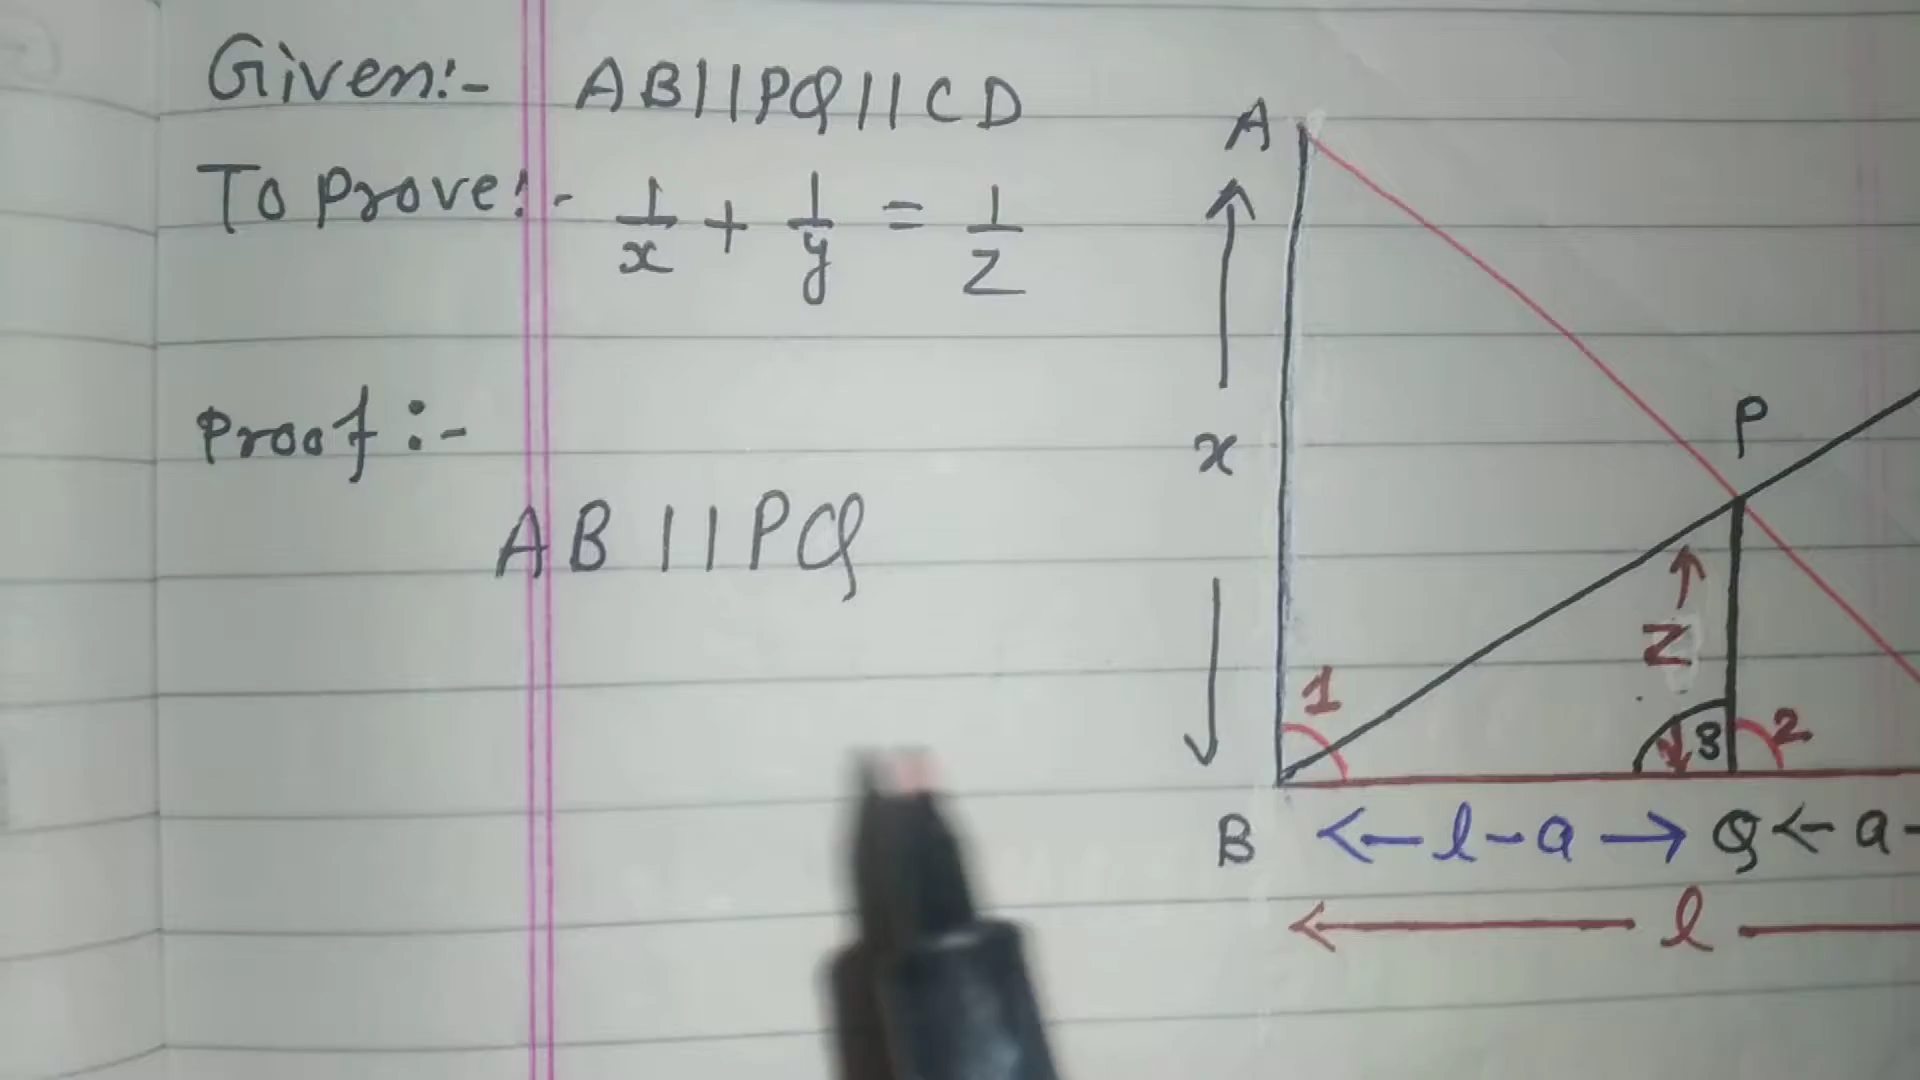 Given:- AB||PQ||CD
To prove:- 1/x + 1/y = 1/z
Proof:-
AB||PQ
A
P
x
z
1
3 2
B ← l-a → Q ← a-
← l